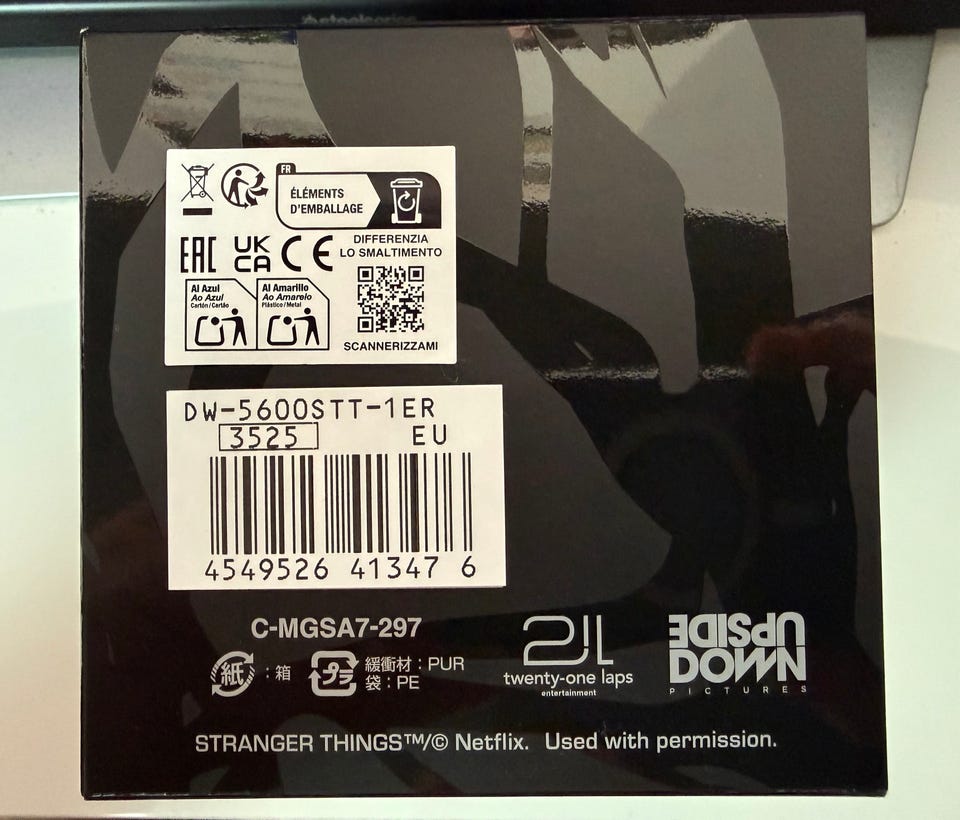 steelseries
FR
ÉLÉMENTS
D'EMBALLAGE
EAC UK CA CE
DIFFERENZIA
LO SMALTIMENTO
Al Azul
Ao Azul
Cartón/Cartão
Al Amarillo
Ao Amarelo
Plástico/Metal
SCANNERIZZAMI
DW-5600STT-1ER
3525 EU
4549526 41347 6
C-MGSA7-297
紙:箱
プラ 緩衝材:PUR
袋:PE
21L
twenty-one laps
entertainment
UPSIDE
DOWN
PICTURES
STRANGER THINGS™/© Netflix. Used with permission.